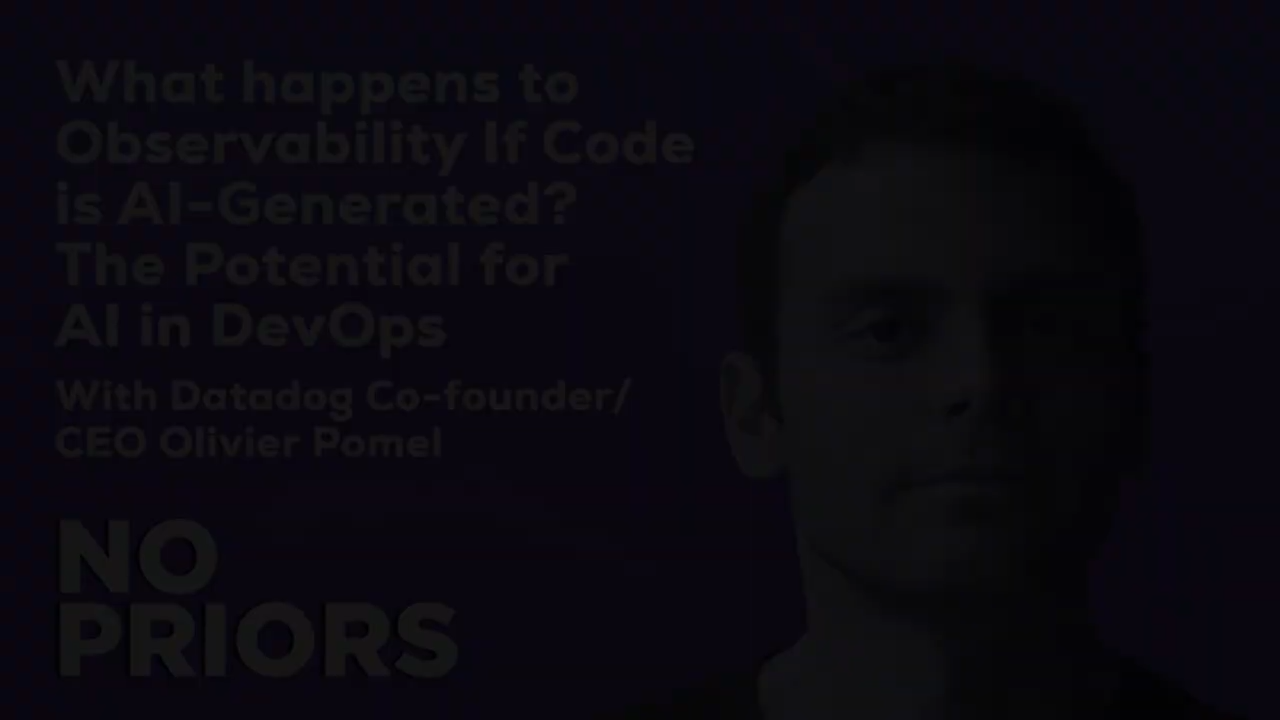 What happens to
Observability If Code
is AI-Generated?
The Potential for
AI in DevOps
With Datadog Co-founder/
CEO Olivier Pomel
NO
PRIORS